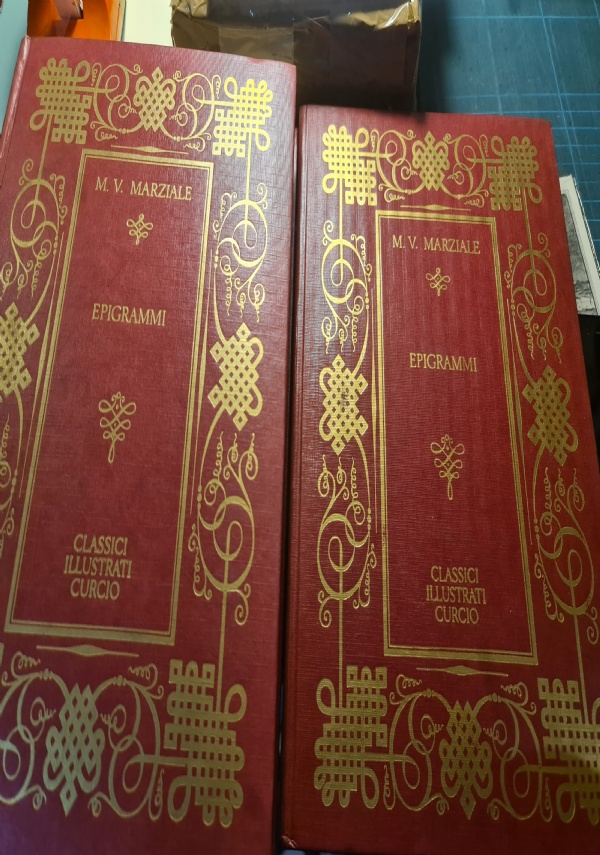 M. V. MARZIALE
EPIGRAMMI
CLASSICI
ILLUSTRATI
CURCIO
M. V. MARZIALE
EPIGRAMMI
CLASSICI
ILLUSTRATI
CURCIO